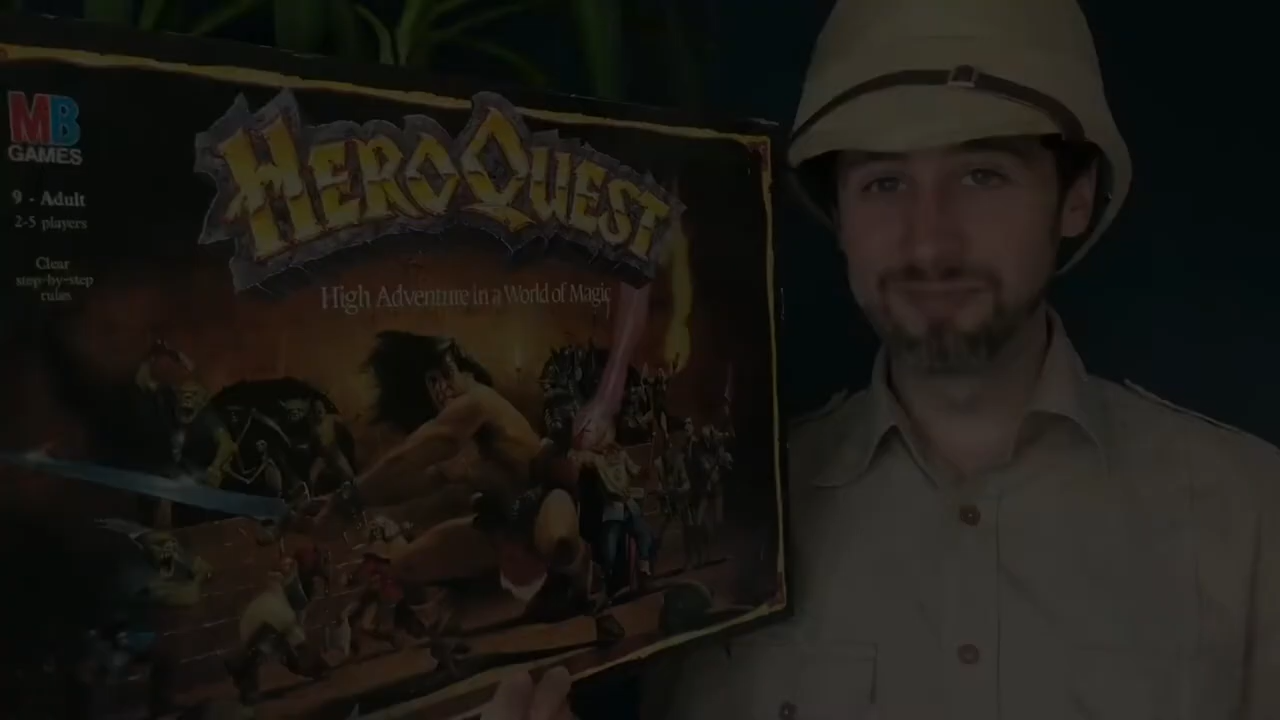 MB
GAMES
9 - Adult
2-5 players
Clear
step-by-step
rules
HEROQUEST
High Adventure in a World of Magic